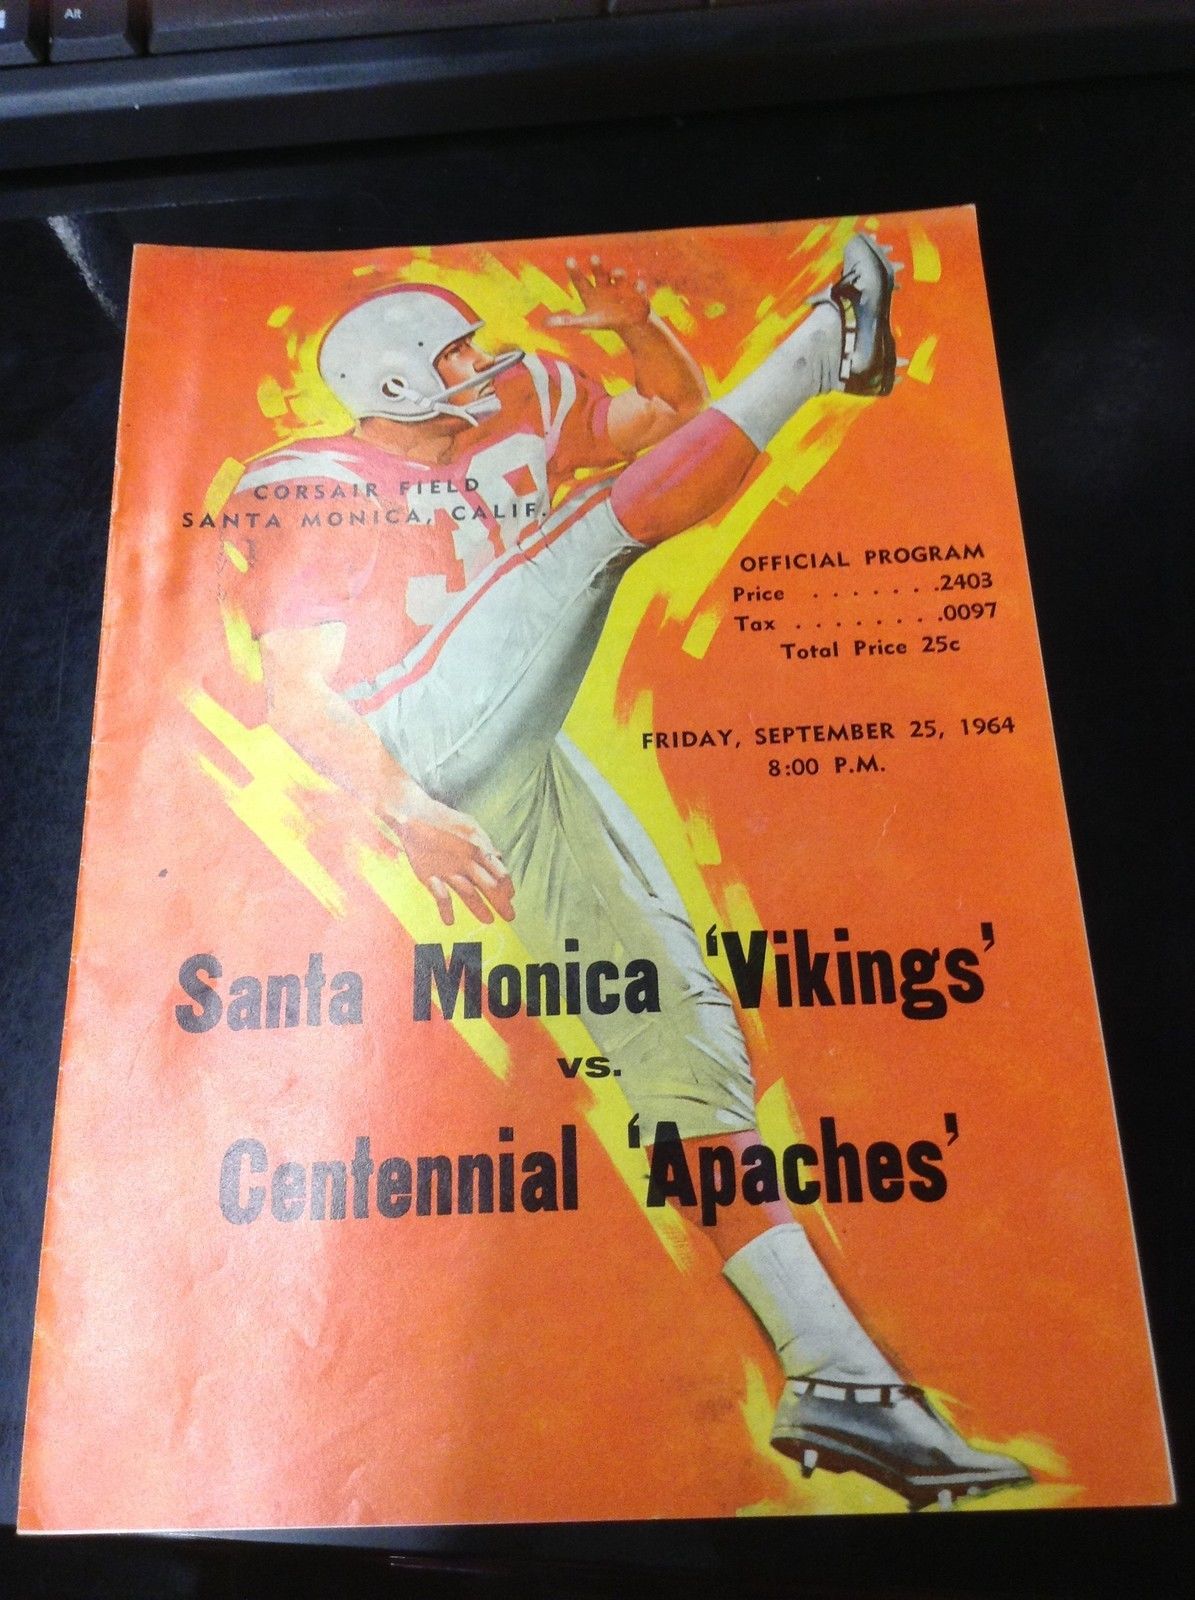 Alt
CORSAIR FIELD
SANTA MONICA, CALIF.
OFFICIAL PROGRAM
Price . . . . . . . .2403
Tax . . . . . . . . .0097
Total Price 25c
FRIDAY, SEPTEMBER 25, 1964
8:00 P.M.
Santa Monica 'Vikings'
vs.
Centennial 'Apaches'